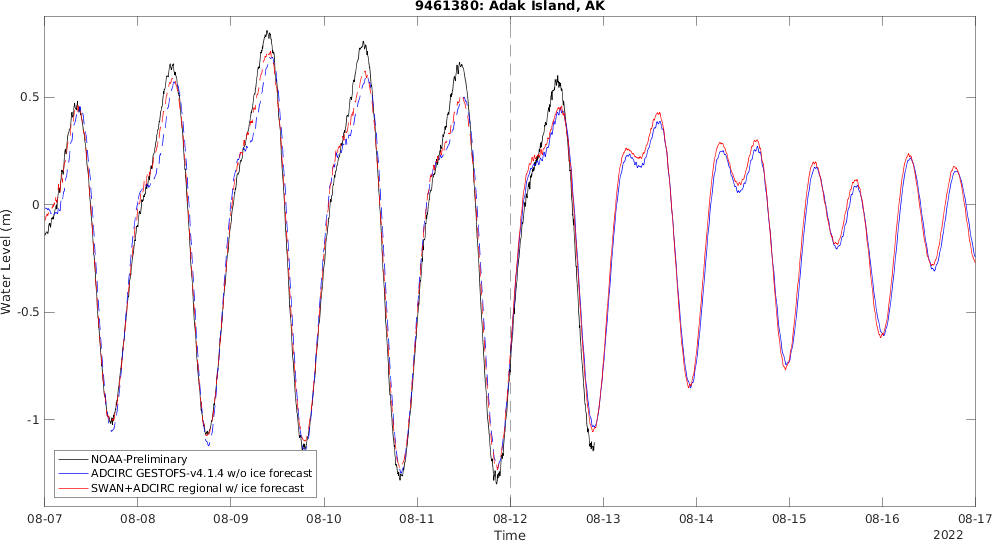 9461380: Adak Island, AK
0.5
0
-0.5
-1
Water Level (m)
NOAA-Preliminary
ADCIRC GESTOFS-v4.1.4 w/o ice forecast
SWAN+ADCIRC regional w/ ice forecast
08-07 08-08 08-09 08-10 08-11 08-12 08-13 08-14 08-15 08-16 08-17
Time
2022